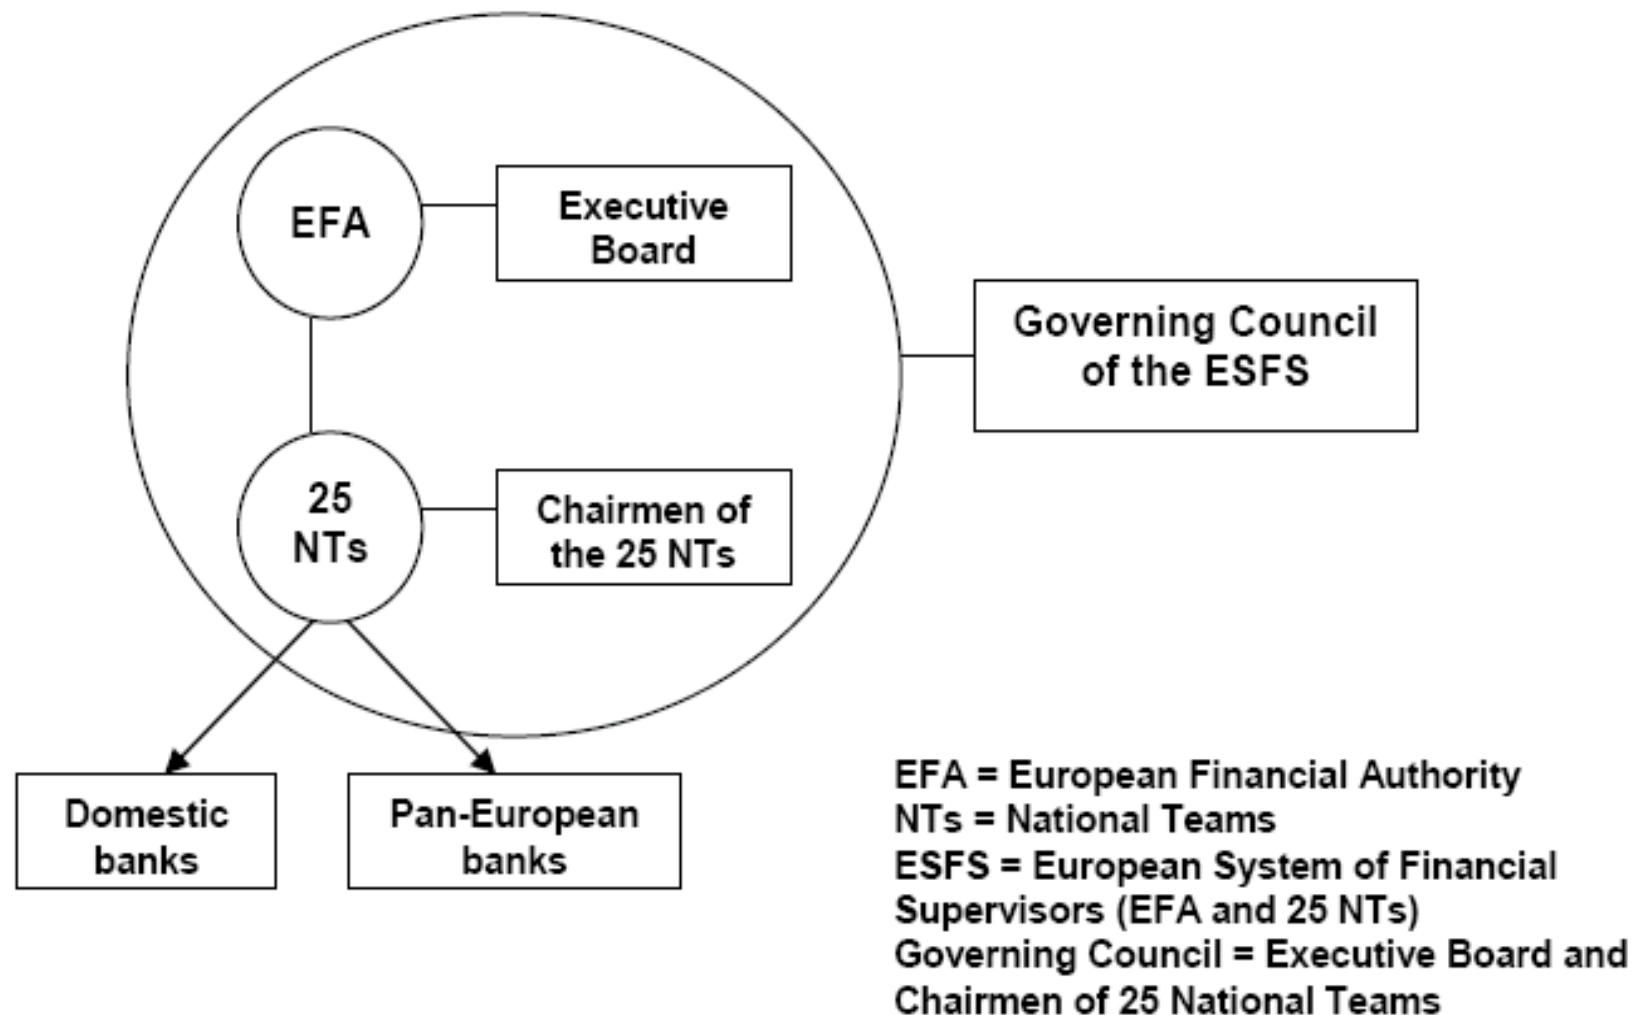 EFA
Executive
Board
Governing Council
of the ESFS
25
NTs
Chairmen of
the 25 NTs
Domestic
banks
Pan-European
banks
EFA = European Financial Authority
NTs = National Teams
ESFS = European System of Financial
Supervisors (EFA and 25 NTs)
Governing Council = Executive Board and
Chairmen of 25 National Teams